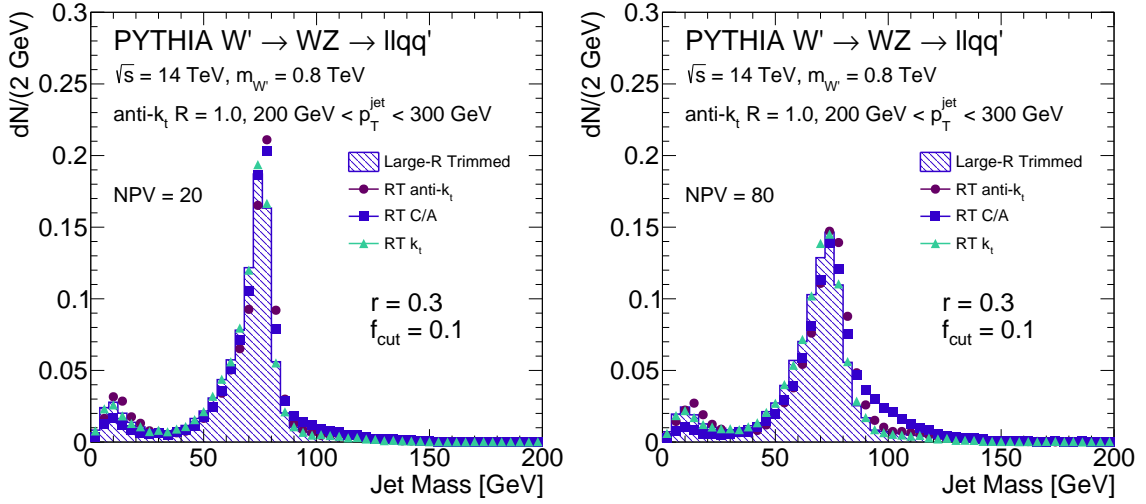 PYTHIA W' → WZ → llqq'
√s = 14 TeV, m_W' = 0.8 TeV
anti-k_t R = 1.0, 200 GeV < p_T^jet < 300 GeV
Large-R Trimmed
RT anti-k_t
RT C/A
RT k_t
NPV = 20
r = 0.3
f_cut = 0.1
dN/(2 GeV)
0.3
0.25
0.2
0.15
0.1
0.05
0
0 50 100 150 200
Jet Mass [GeV]
PYTHIA W' → WZ → llqq'
√s = 14 TeV, m_W' = 0.8 TeV
anti-k_t R = 1.0, 200 GeV < p_T^jet < 300 GeV
Large-R Trimmed
RT anti-k_t
RT C/A
RT k_t
NPV = 80
r = 0.3
f_cut = 0.1
dN/(2 GeV)
0.3
0.25
0.2
0.15
0.1
0.05
0
0 50 100 150 200
Jet Mass [GeV]